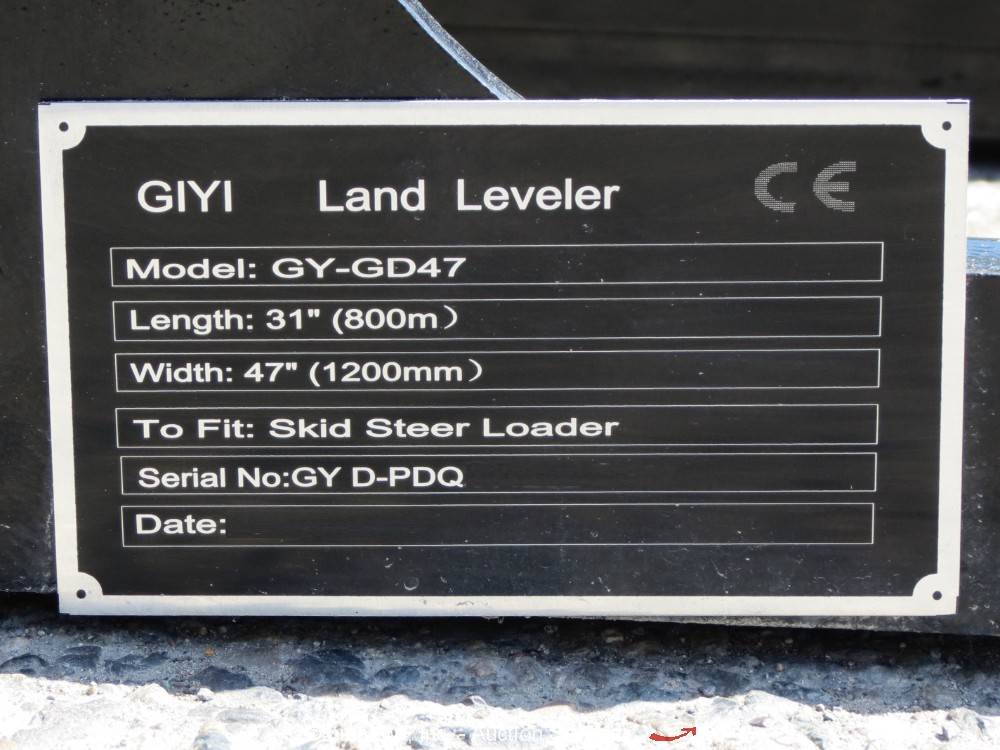 GIYI Land Leveler CE
Model: GY-GD47
Length: 31" (800m）
Width: 47" (1200mm）
To Fit: Skid Steer Loader
Serial No:GY D-PDQ
Date:
Auction